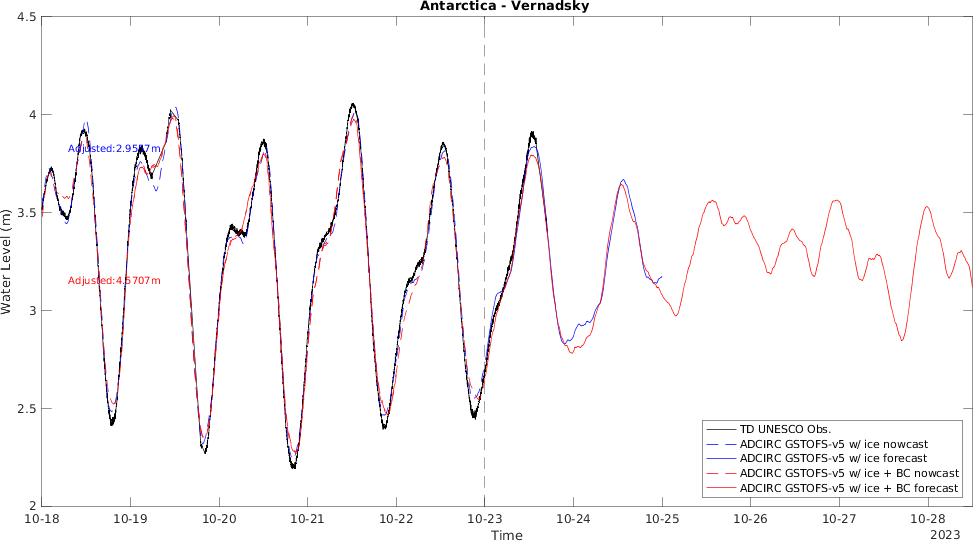 Antarctica - Vernadsky
4.5
4
3.5
3
2.5
2
Water Level (m)
Adjusted:2.9577m
Adjusted:4.5707m
TD UNESCO Obs.
ADCIRC GSTOFS-v5 w/ ice nowcast
ADCIRC GSTOFS-v5 w/ ice forecast
ADCIRC GSTOFS-v5 w/ ice + BC nowcast
ADCIRC GSTOFS-v5 w/ ice + BC forecast
10-18 10-19 10-20 10-21 10-22 10-23 10-24 10-25 10-26 10-27 10-28
Time
2023